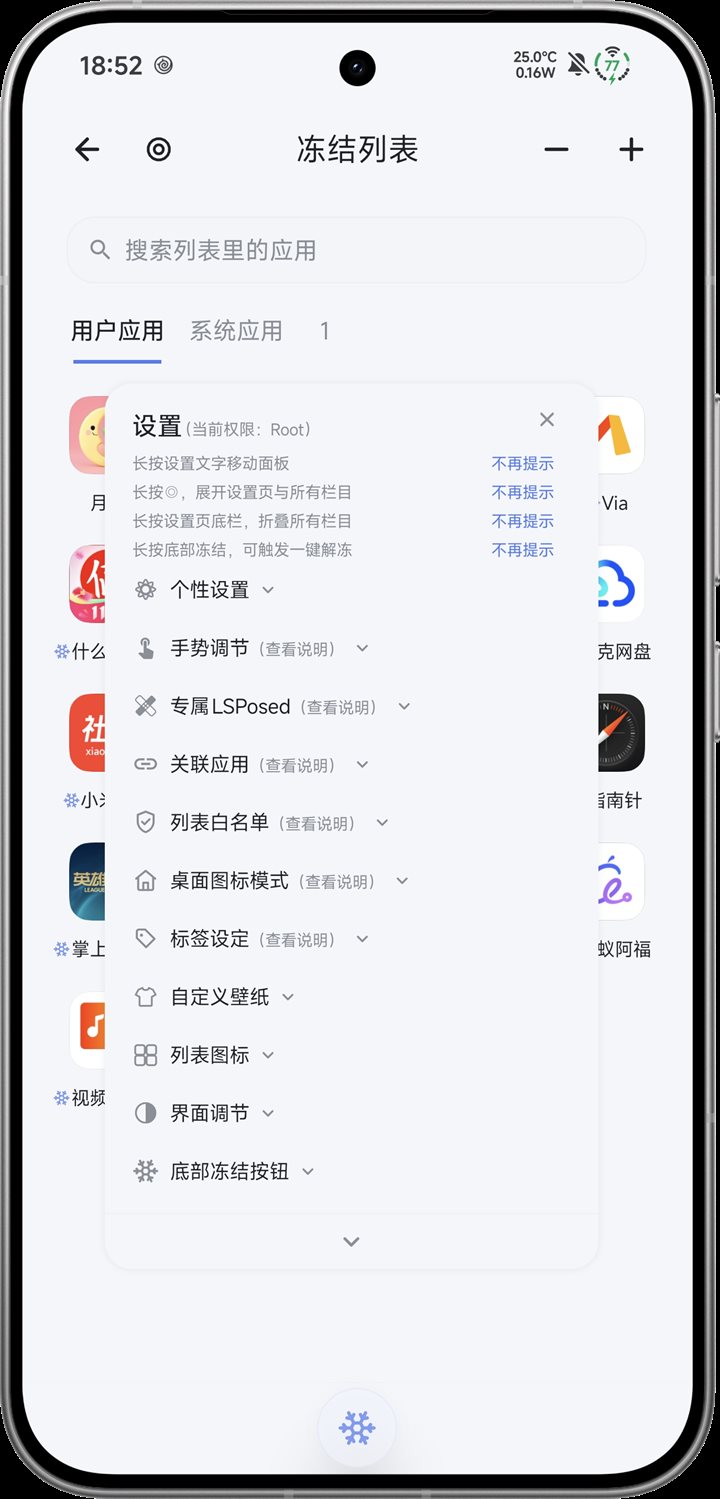 18:52
25.0℃
0.16W
77
冻结列表
搜索列表里的应用
用户应用 系统应用 1
设置(当前权限：Root)
长按设置文字移动面板 不再提示
长按◎，展开设置页与所有栏目 不再提示
长按设置页底栏，折叠所有栏目 不再提示
长按底部冻结，可触发一键解冻 不再提示
月
Via
个性设置
手势调节（查看说明）
什么
克网盘
专属LSPosed（查看说明）
社
xiao
N
关联应用（查看说明）
小米
指南针
列表白名单（查看说明）
桌面图标模式（查看说明）
英雄
LEAGUE
标签设定（查看说明）
掌上
蚁阿福
自定义壁纸
列表图标
视频
界面调节
底部冻结按钮